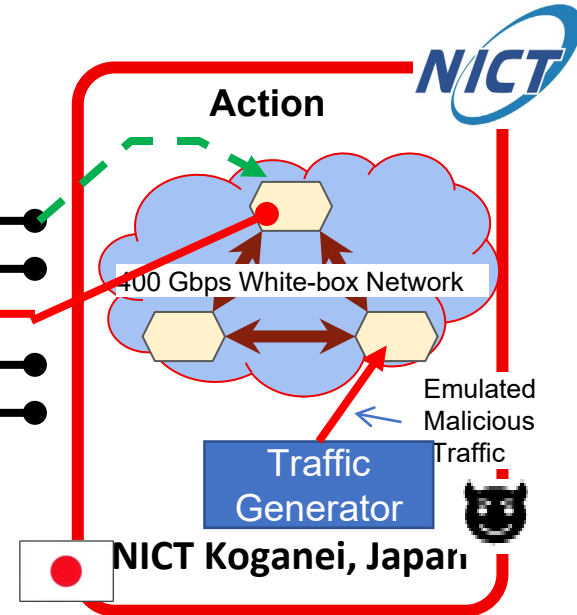 NICT
Action
400 Gbps White-box Network
Emulated
Malicious
Traffic
Traffic
Generator
NICT Koganei, Japan